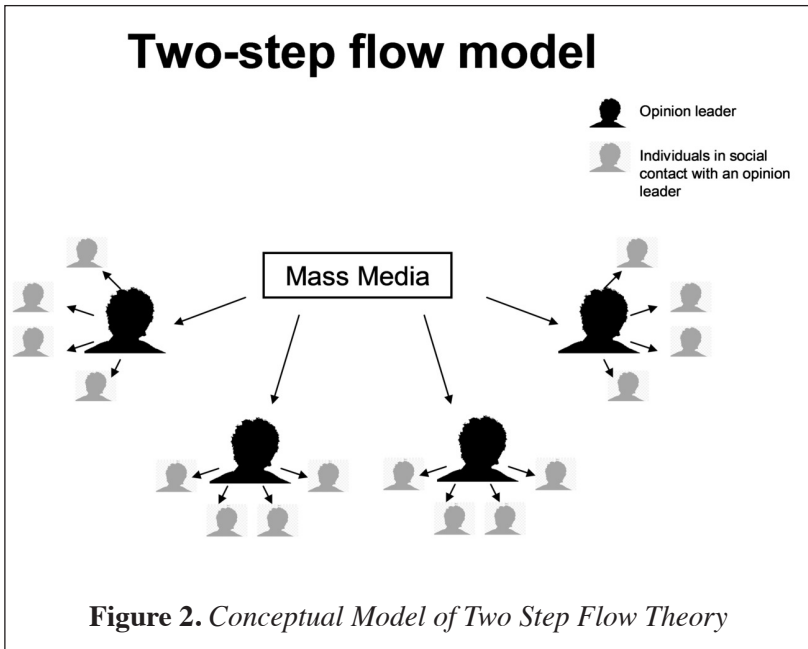 Two-step flow model
Opinion leader
Individuals in social
contact with an opinion
leader
Mass Media
Figure 2. Conceptual Model of Two Step Flow Theory